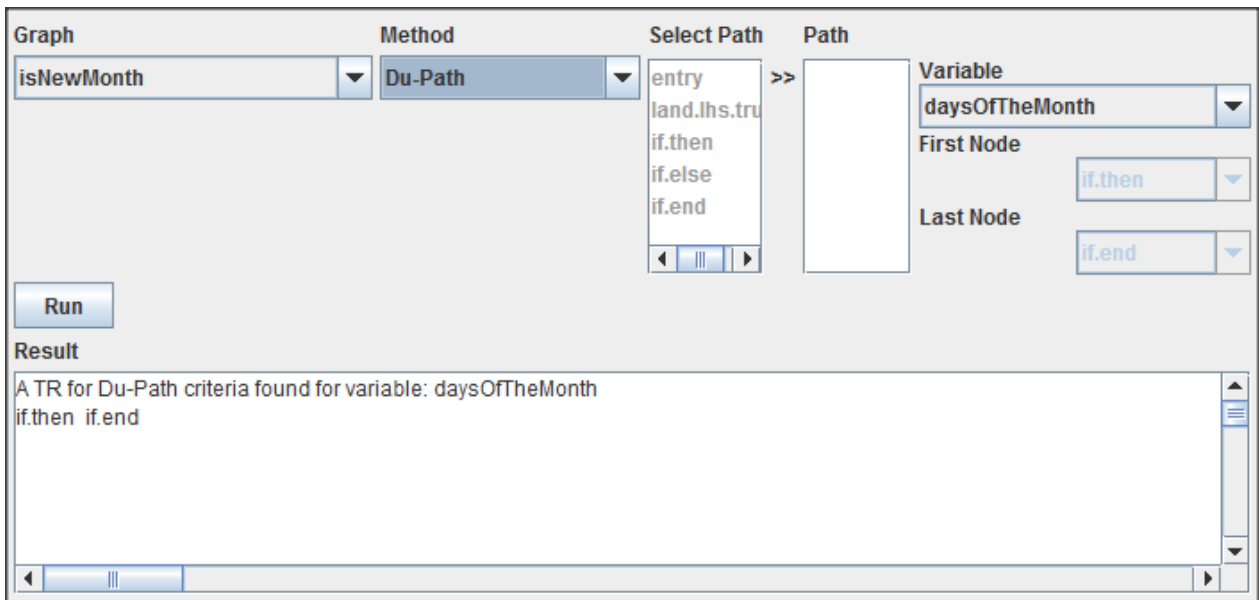 Graph
Method
Select Path
Path
isNewMonth
Du-Path
entry
land.lhs.tru
if.then
if.else
if.end
>>
Variable
daysOfTheMonth
First Node
if.then
Last Node
if.end
Run
Result
A TR for Du-Path criteria found for variable: daysOfTheMonth
if.then if.end